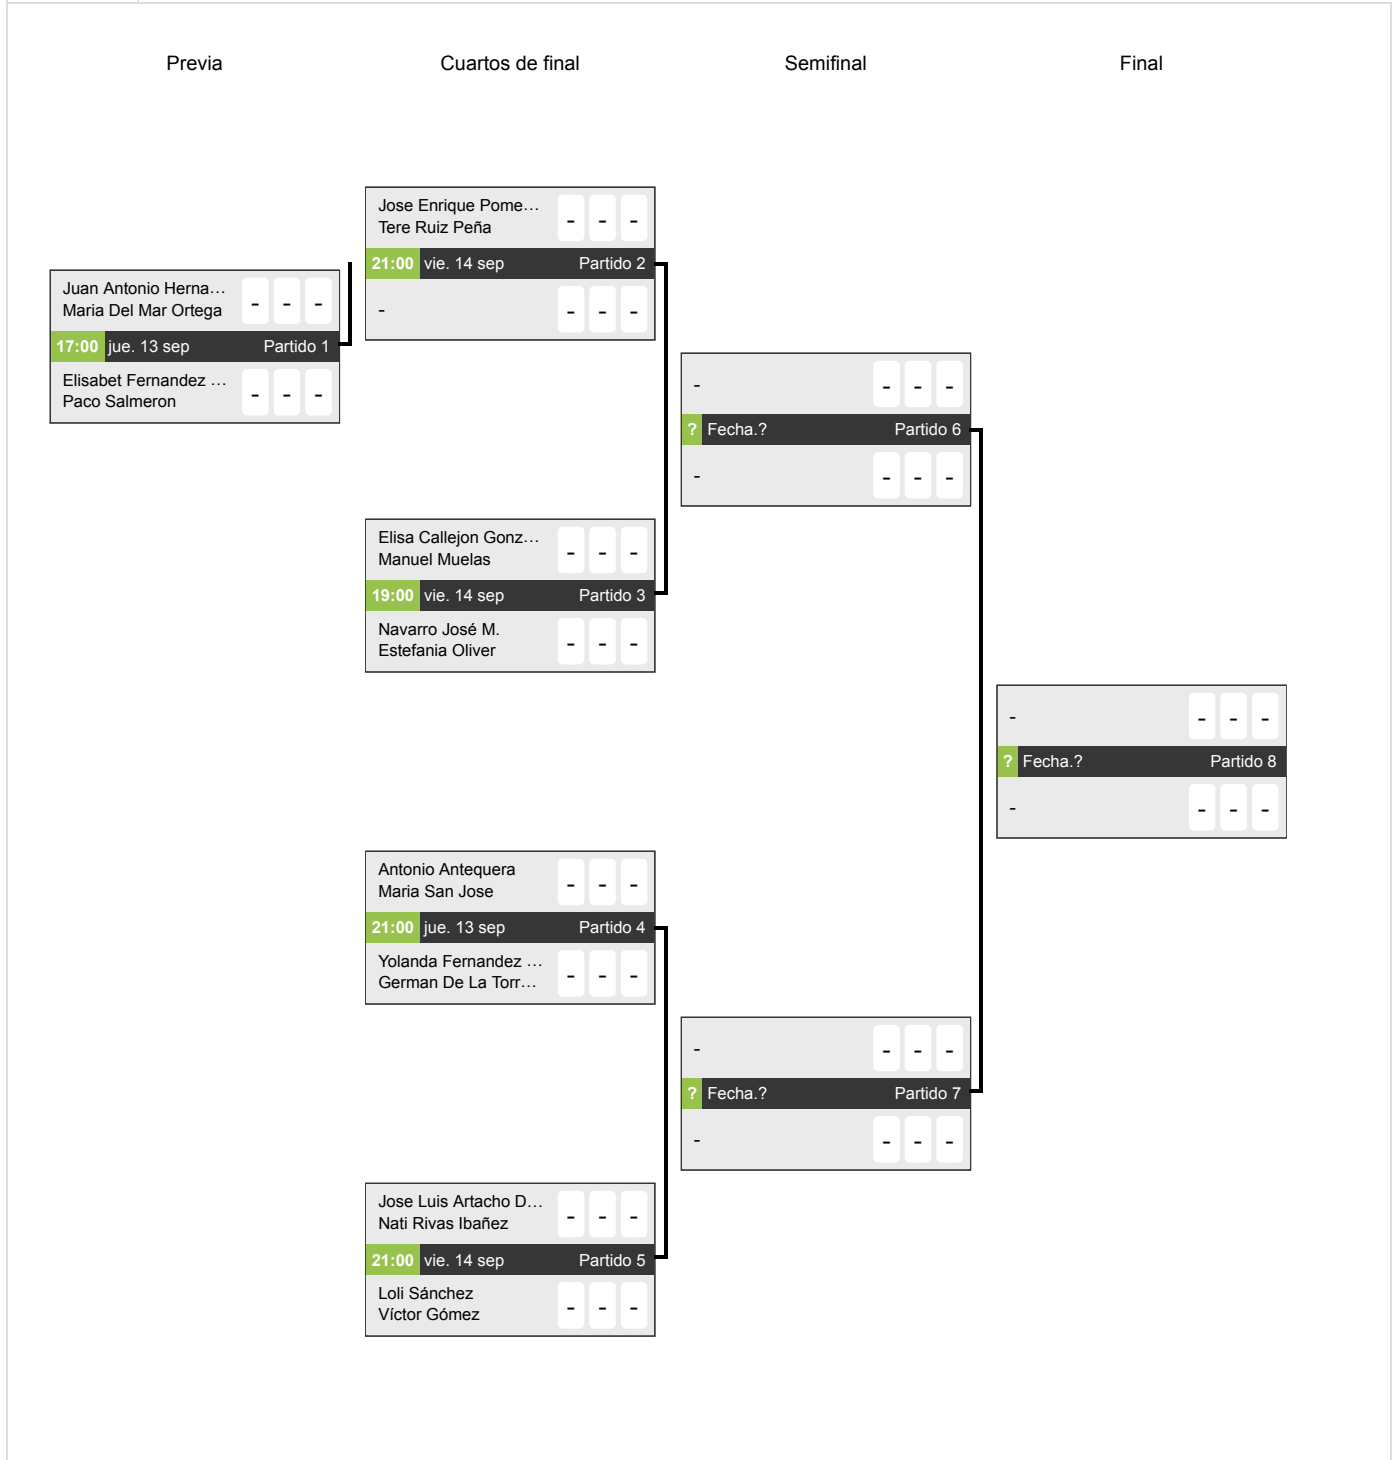 Previa
Cuartos de final
Semifinal
Final
Juan Antonio Herna…
Maria Del Mar Ortega
- - -
17:00 jue. 13 sep Partido 1
Elisabet Fernandez …
Paco Salmeron
- - -
Jose Enrique Pome…
Tere Ruiz Peña
- - -
21:00 vie. 14 sep Partido 2
-
- - -
Elisa Callejon Gonz…
Manuel Muelas
- - -
19:00 vie. 14 sep Partido 3
Navarro José M.
Estefania Oliver
- - -
Antonio Antequera
Maria San Jose
- - -
21:00 jue. 13 sep Partido 4
Yolanda Fernandez …
German De La Torr…
- - -
Jose Luis Artacho D…
Nati Rivas Ibañez
- - -
21:00 vie. 14 sep Partido 5
Loli Sánchez
Víctor Gómez
- - -
-
- - -
? Fecha.? Partido 6
-
- - -
-
- - -
? Fecha.? Partido 7
-
- - -
-
- - -
? Fecha.? Partido 8
-
- - -